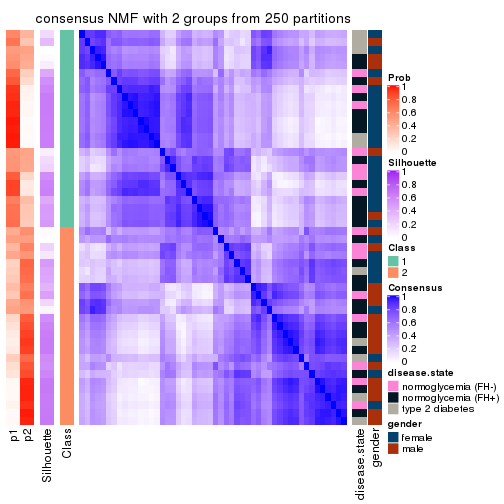 consensus NMF with 2 groups from 250 partitions
Prob
1
0.8
0.6
0.4
0.2
0
Silhouette
1
0.8
0.6
0.4
0.2
0
Class
1
2
Consensus
1
0.8
0.6
0.4
0.2
0
disease.state
normoglycemia (FH-)
normoglycemia (FH+)
type 2 diabetes
gender
female
male
p1
p2
Silhouette
Class
disease.state
gender